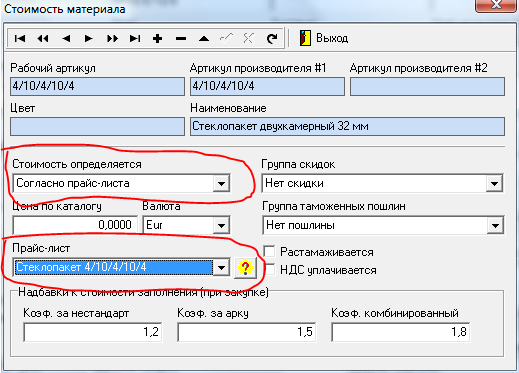 Стоимость материала
Выход
Рабочий артикул Артикул производителя #1 Артикул производителя #2
4/10/4/10/4 4/10/4/10/4
Цвет Наименование
Стеклопакет двухкамерный 32 мм
Стоимость определяется Группа скидок
Согласно прайс-листа Нет скидки
Цена по каталогу Валюта Группа таможенных пошлин
0,0000 Eur Нет пошлины
Прайс-лист Растамаживается
Стеклопакет 4/10/4/10/4 ? НДС уплачивается
Надбавки к стоимости заполнения (при закупке)
Коэф. за нестандарт Коэф. за арку Коэф. комбинированный
1,2 1,5 1,8